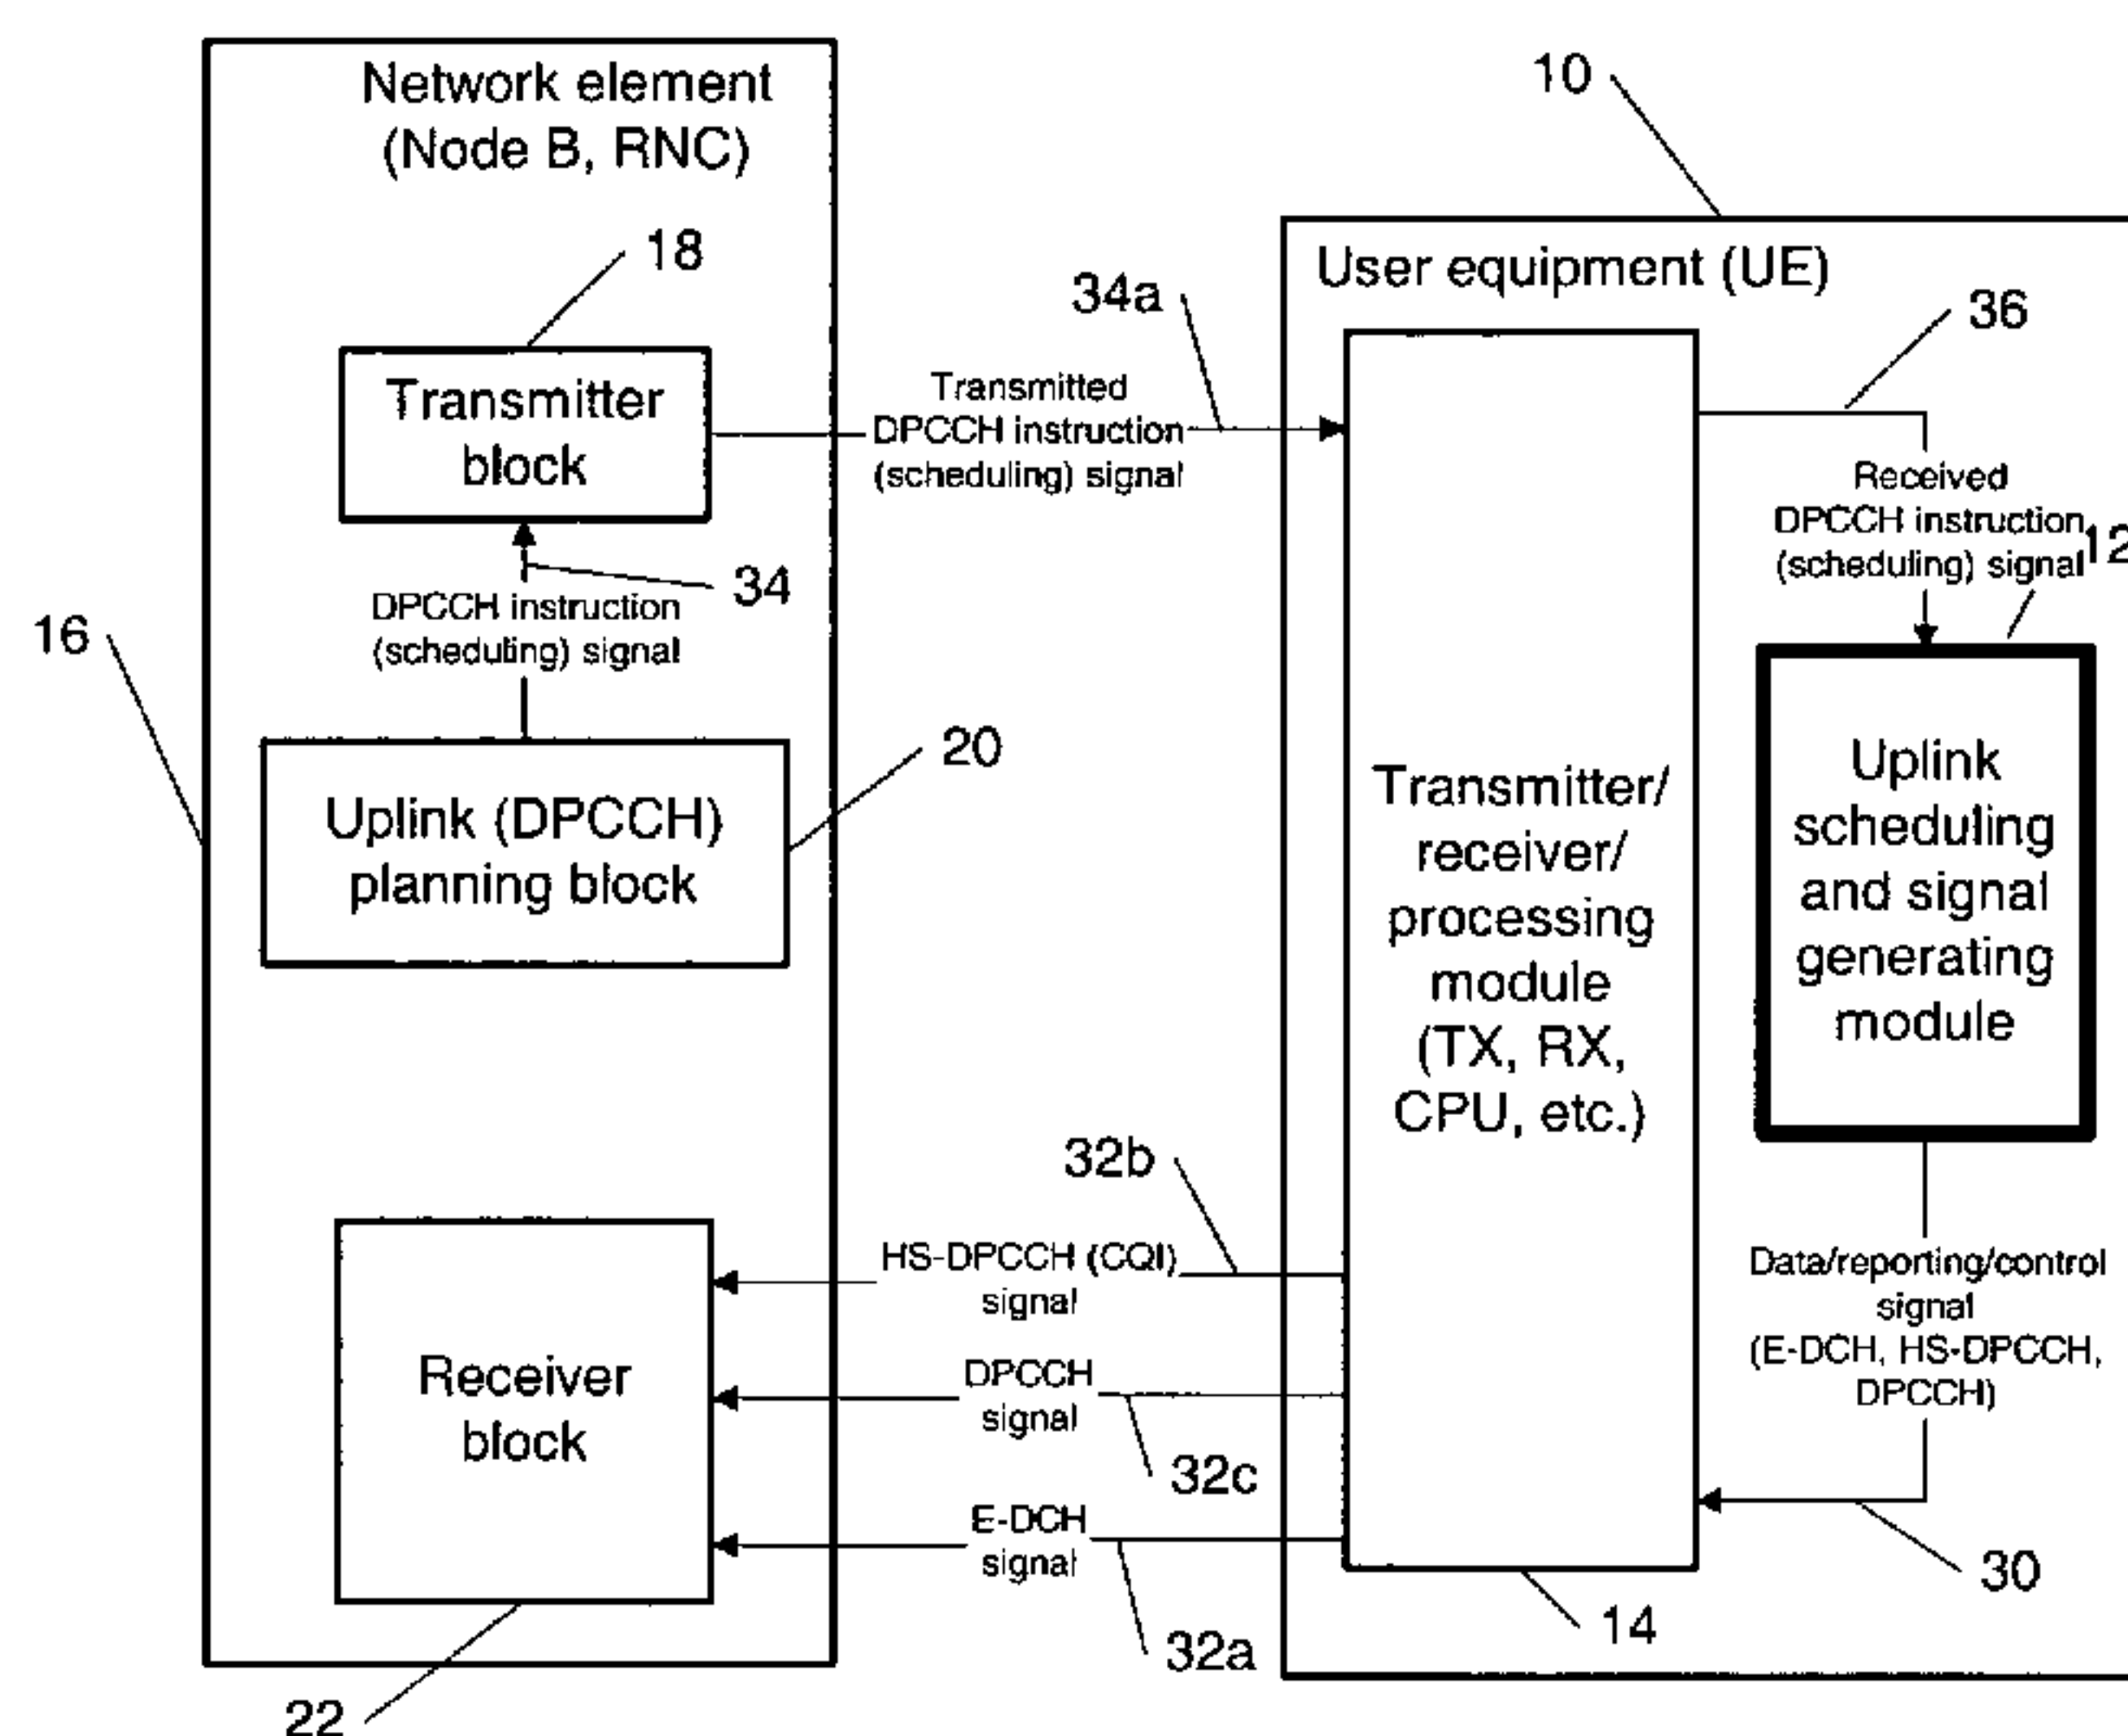 Network element
(Node B, RNC)
18
Transmitter
block
34
DPCCH instruction
(scheduling) signal
16
20
Uplink (DPCCH)
planning block
Receiver
block
22
34a
Transmitted
DPCCH instruction
(scheduling) signal
32b
HS-DPCCH (CQI)
signal
DPCCH
signal
32c
E-DCH
signal
32a
10
User equipment (UE)
36
Received
DPCCH instruction
(scheduling) signal
12
Transmitter/
receiver/
processing
module
(TX, RX,
CPU, etc.)
Uplink
scheduling
and signal
generating
module
Data/reporting/control
signal
(E-DCH, HS-DPCCH,
DPCCH)
30
14